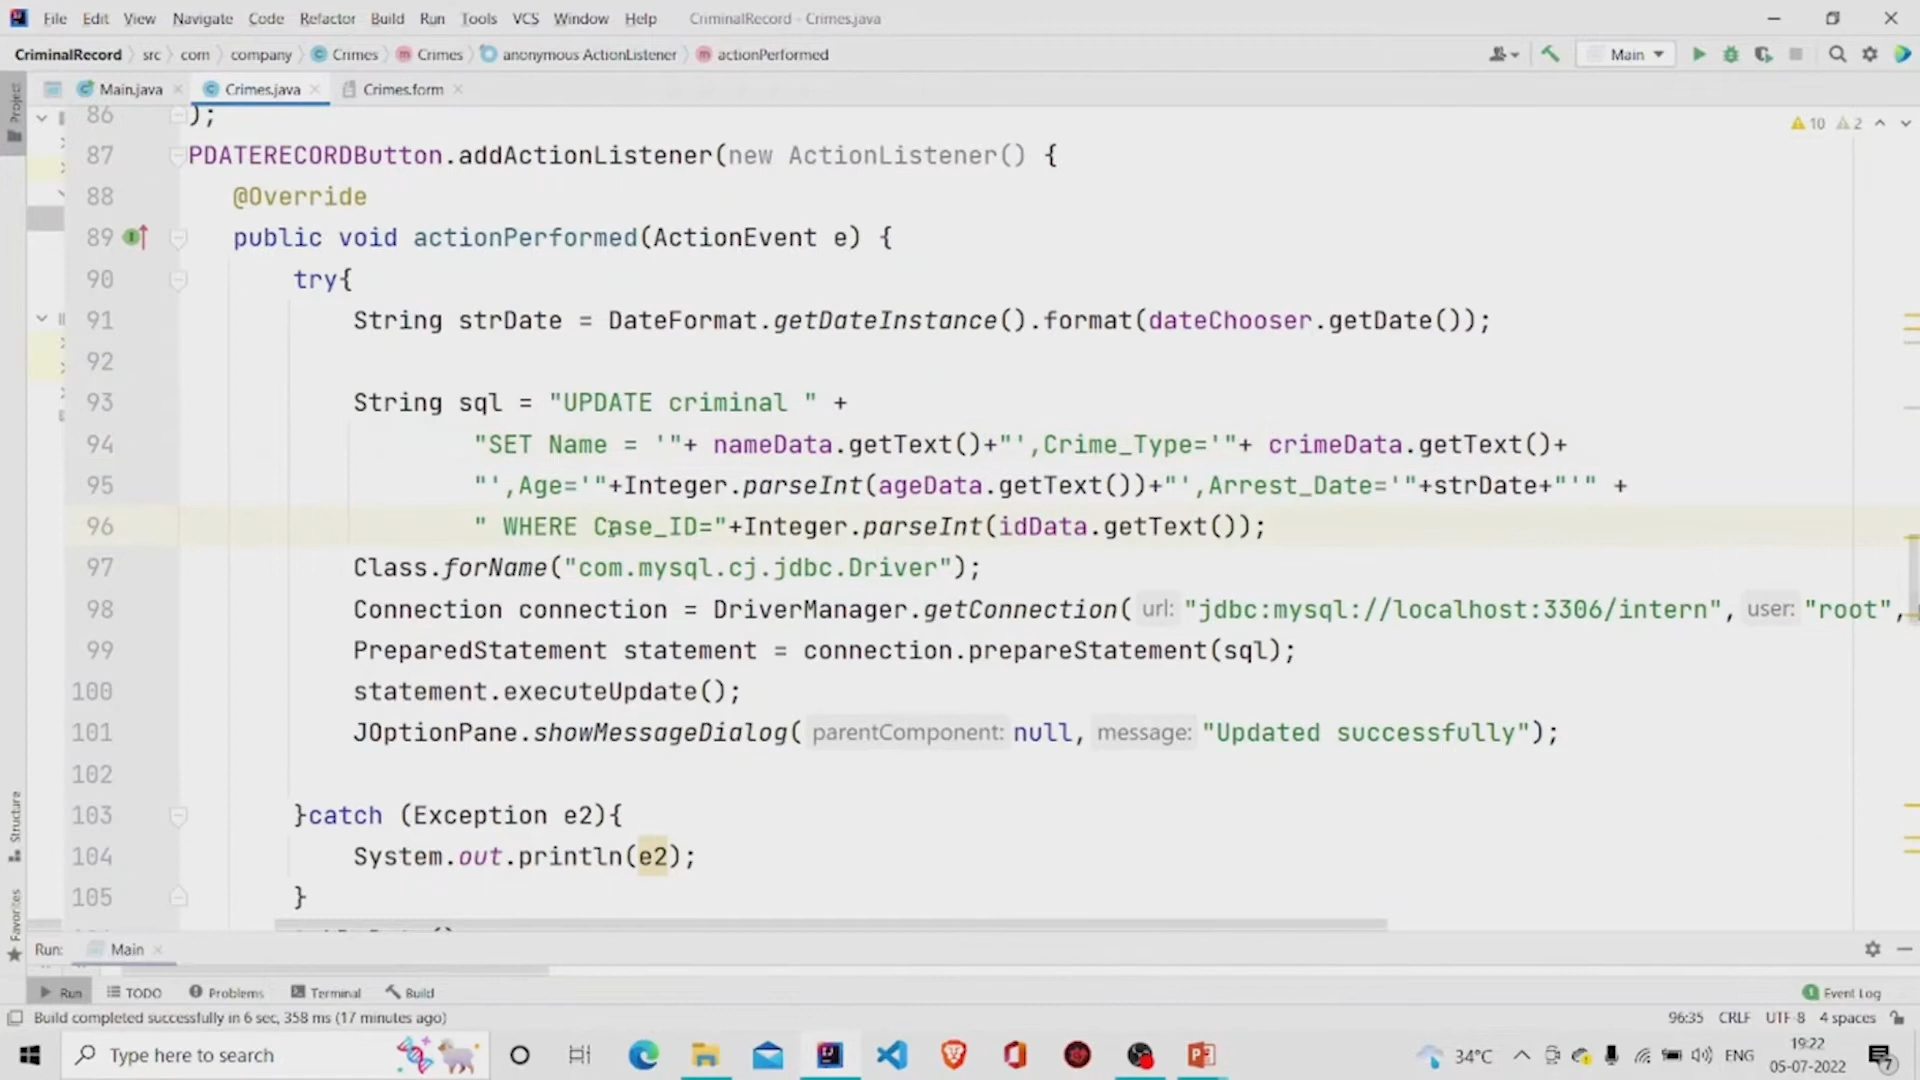 File Edit View Navigate Code Refactor Build Run Tools VCS Window Help CriminalRecord - Crimes.java
CriminalRecord src com company Crimes Crimes anonymous ActionListener actionPerformed Main
Project
Main.java Crimes.java Crimes.form
86 );
10 2
87 PDATERECORDButton.addActionListener(new ActionListener() {
88 @Override
89 public void actionPerformed(ActionEvent e) {
90 try{
91 String strDate = DateFormat.getDateInstance().format(dateChooser.getDate());
92
93 String sql = "UPDATE criminal " +
94 "SET Name = '"+ nameData.getText()+"',Crime_Type='"+ crimeData.getText()+
95 "',Age='"+Integer.parseInt(ageData.getText())+"',Arrest_Date='"+strDate+"'" +
96 " WHERE Case_ID="+Integer.parseInt(idData.getText());
97 Class.forName("com.mysql.cj.jdbc.Driver");
98 Connection connection = DriverManager.getConnection( url: "jdbc:mysql://localhost:3306/intern", user: "root",
99 PreparedStatement statement = connection.prepareStatement(sql);
100 statement.executeUpdate();
101 JOptionPane.showMessageDialog( parentComponent: null, message: "Updated successfully");
102
103 }catch (Exception e2){
104 System.out.println(e2);
105 }
Structure
Favorites
Run: Main
Run TODO Problems Terminal Build 1 Event Log
Build completed successfully in 6 sec, 358 ms (17 minutes ago) 96:35 CRLF UTF-8 4 spaces
Type here to search 34°C ENG 19:22
05-07-2022 7